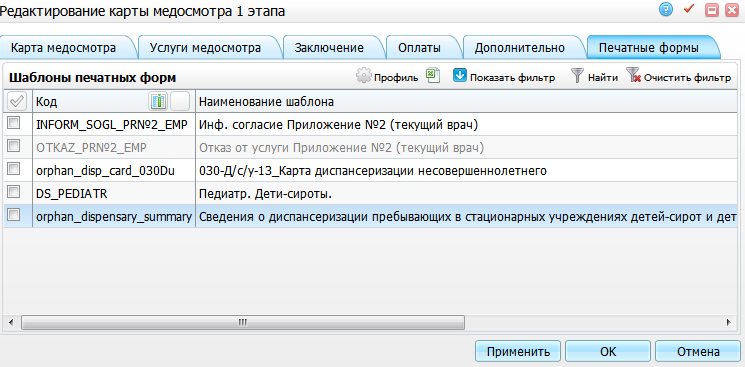 Редактирование карты медосмотра 1 этапа
Карта медосмотра Услуги медосмотра Заключение Оплаты Дополнительно Печатные формы
Шаблоны печатных форм Профиль Показать фильтр Найти Очистить фильтр
Код Наименование шаблона
INFORM_SOGL_PR№2_EMP Инф. согласие Приложение №2 (текущий врач)
OTKAZ_PR№2_EMP Отказ от услуги Приложение №2 (текущий врач)
orphan_disp_card_030Du 030-Д/с/у-13_Карта диспансеризации несовершеннолетнего
DS_PEDIATR Педиатр. Дети-сироты.
orphan_dispensary_summary Сведения о диспансеризации пребывающих в стационарных учреждениях детей-сирот и дет
Применить OK Отмена